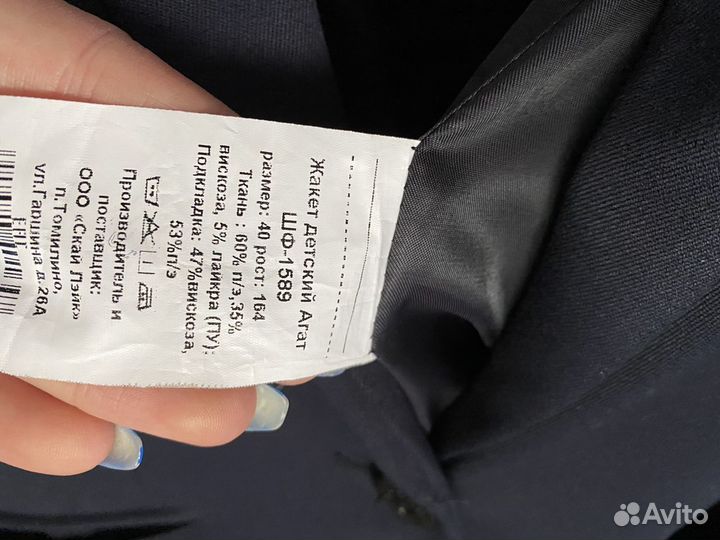 Жакет детский Агат
ШФ-1589
размер: 40 рост: 164
Ткань : 60% п/э,35%
вискоза, 5% лайкра (ПУ):
Подкладка: 47%вискоза,
53%п/э
Производитель и
поставщик:
ООО «Скай Лэйк»
п.Томилино,
ул.Гаршина д.26А
EAC
Avito